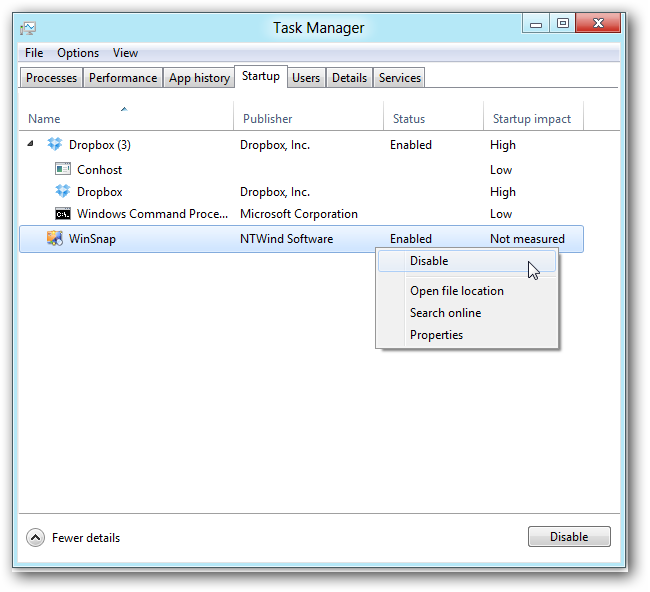 Task Manager
File Options View
Processes Performance App history Startup Users Details Services
Name Publisher Status Startup impact
Dropbox (3) Dropbox, Inc. Enabled High
Conhost Low
Dropbox Dropbox, Inc. High
C:\. Windows Command Proce... Microsoft Corporation Low
WinSnap NTWind Software Enabled Not measured
Disable
Open file location
Search online
Properties
Fewer details Disable